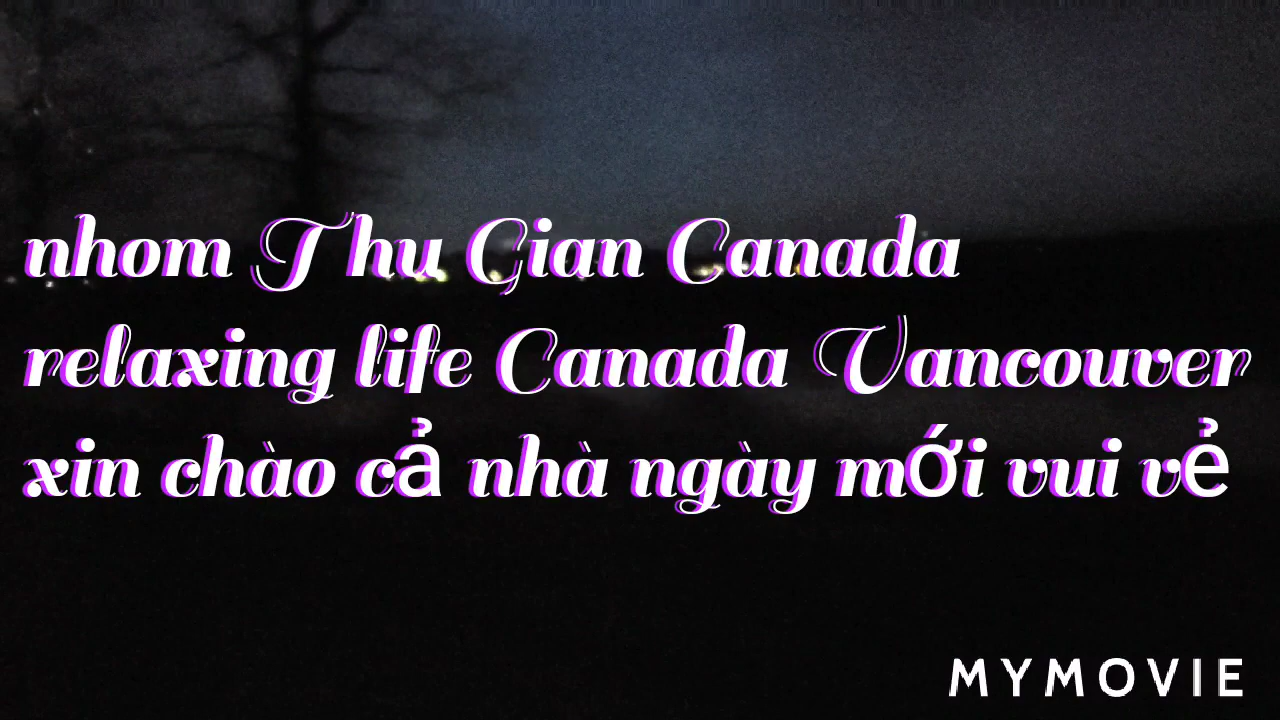 nhom Thu Gian Canada
relaxing life Canada Vancouver
xin chào cả nhà ngày mới vui vẻ
MYMOVIE